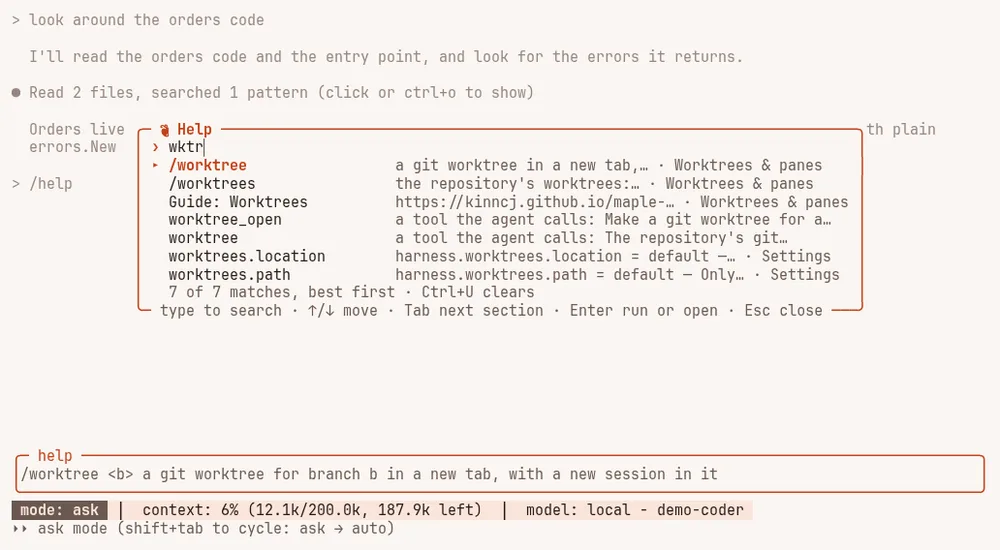 > look around the orders code
I'll read the orders code and the entry point, and look for the errors it returns.
● Read 2 files, searched 1 pattern (click or ctrl+o to show)
Orders live
th plain
errors.New
> /help
Help
› wktr
▸ /worktree a git worktree in a new tab,… · Worktrees & panes
/worktrees the repository's worktrees:… · Worktrees & panes
Guide: Worktrees https://kinncj.github.io/maple-… · Worktrees & panes
worktree_open a tool the agent calls: Make a git worktree for a…
worktree a tool the agent calls: The repository's git…
worktrees.location harness.worktrees.location = default —… · Settings
worktrees.path harness.worktrees.path = default — Only… · Settings
7 of 7 matches, best first · Ctrl+U clears
type to search · ↑/↓ move · Tab next section · Enter run or open · Esc close
help
/worktree <b> a git worktree for branch b in a new tab, with a new session in it
mode: ask | context: 6% (12.1k/200.0k, 187.9k left) | model: local - demo-coder
▸▸ ask mode (shift+tab to cycle: ask → auto)